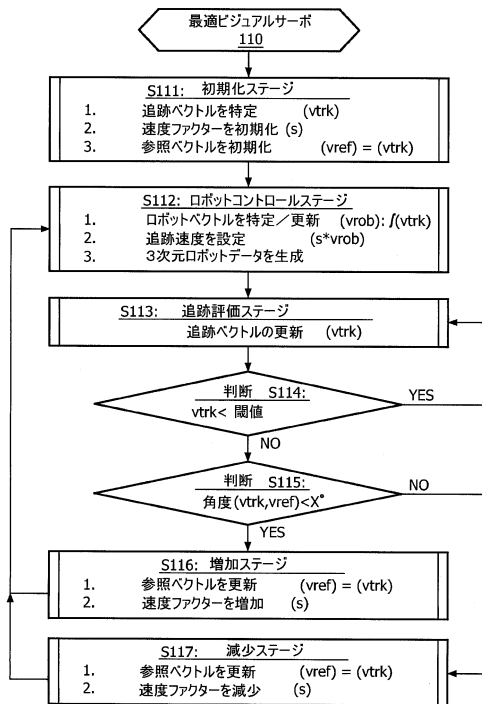 最適ビジュアルサーボ
110
S111: 初期化ステージ
1. 追跡ベクトルを特定 (vtrk)
2. 速度ファクターを初期化 (s)
3. 参照ベクトルを初期化 (vref) = (vtrk)
S112: ロボットコントロールステージ
1. ロボットベクトルを特定／更新 (vrob): ∫(vtrk)
2. 追跡速度を設定 (s*vrob)
3. 3次元ロボットデータを生成
S113: 追跡評価ステージ
追跡ベクトルの更新 (vtrk)
判断 S114:
vtrk< 閾値
YES
NO
判断 S115:
角度(vtrk,vref)<X°
NO
YES
S116: 増加ステージ
1. 参照ベクトルを更新 (vref) = (vtrk)
2. 速度ファクターを増加 (s)
S117: 減少ステージ
1. 参照ベクトルを更新 (vref) = (vtrk)
2. 速度ファクターを減少 (s)